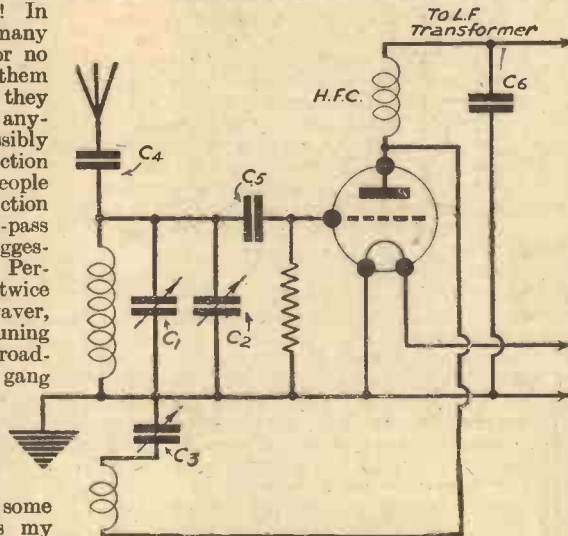 ! In
many
or no
them
they
any-
ssibly
ection
eople
ction
-pass
gges-
Per-
twice
aver,
uning
road-
gang
some
s my
To L.F
Transformer
H.F.C.
C6
C4
C5
C1
C2
C3